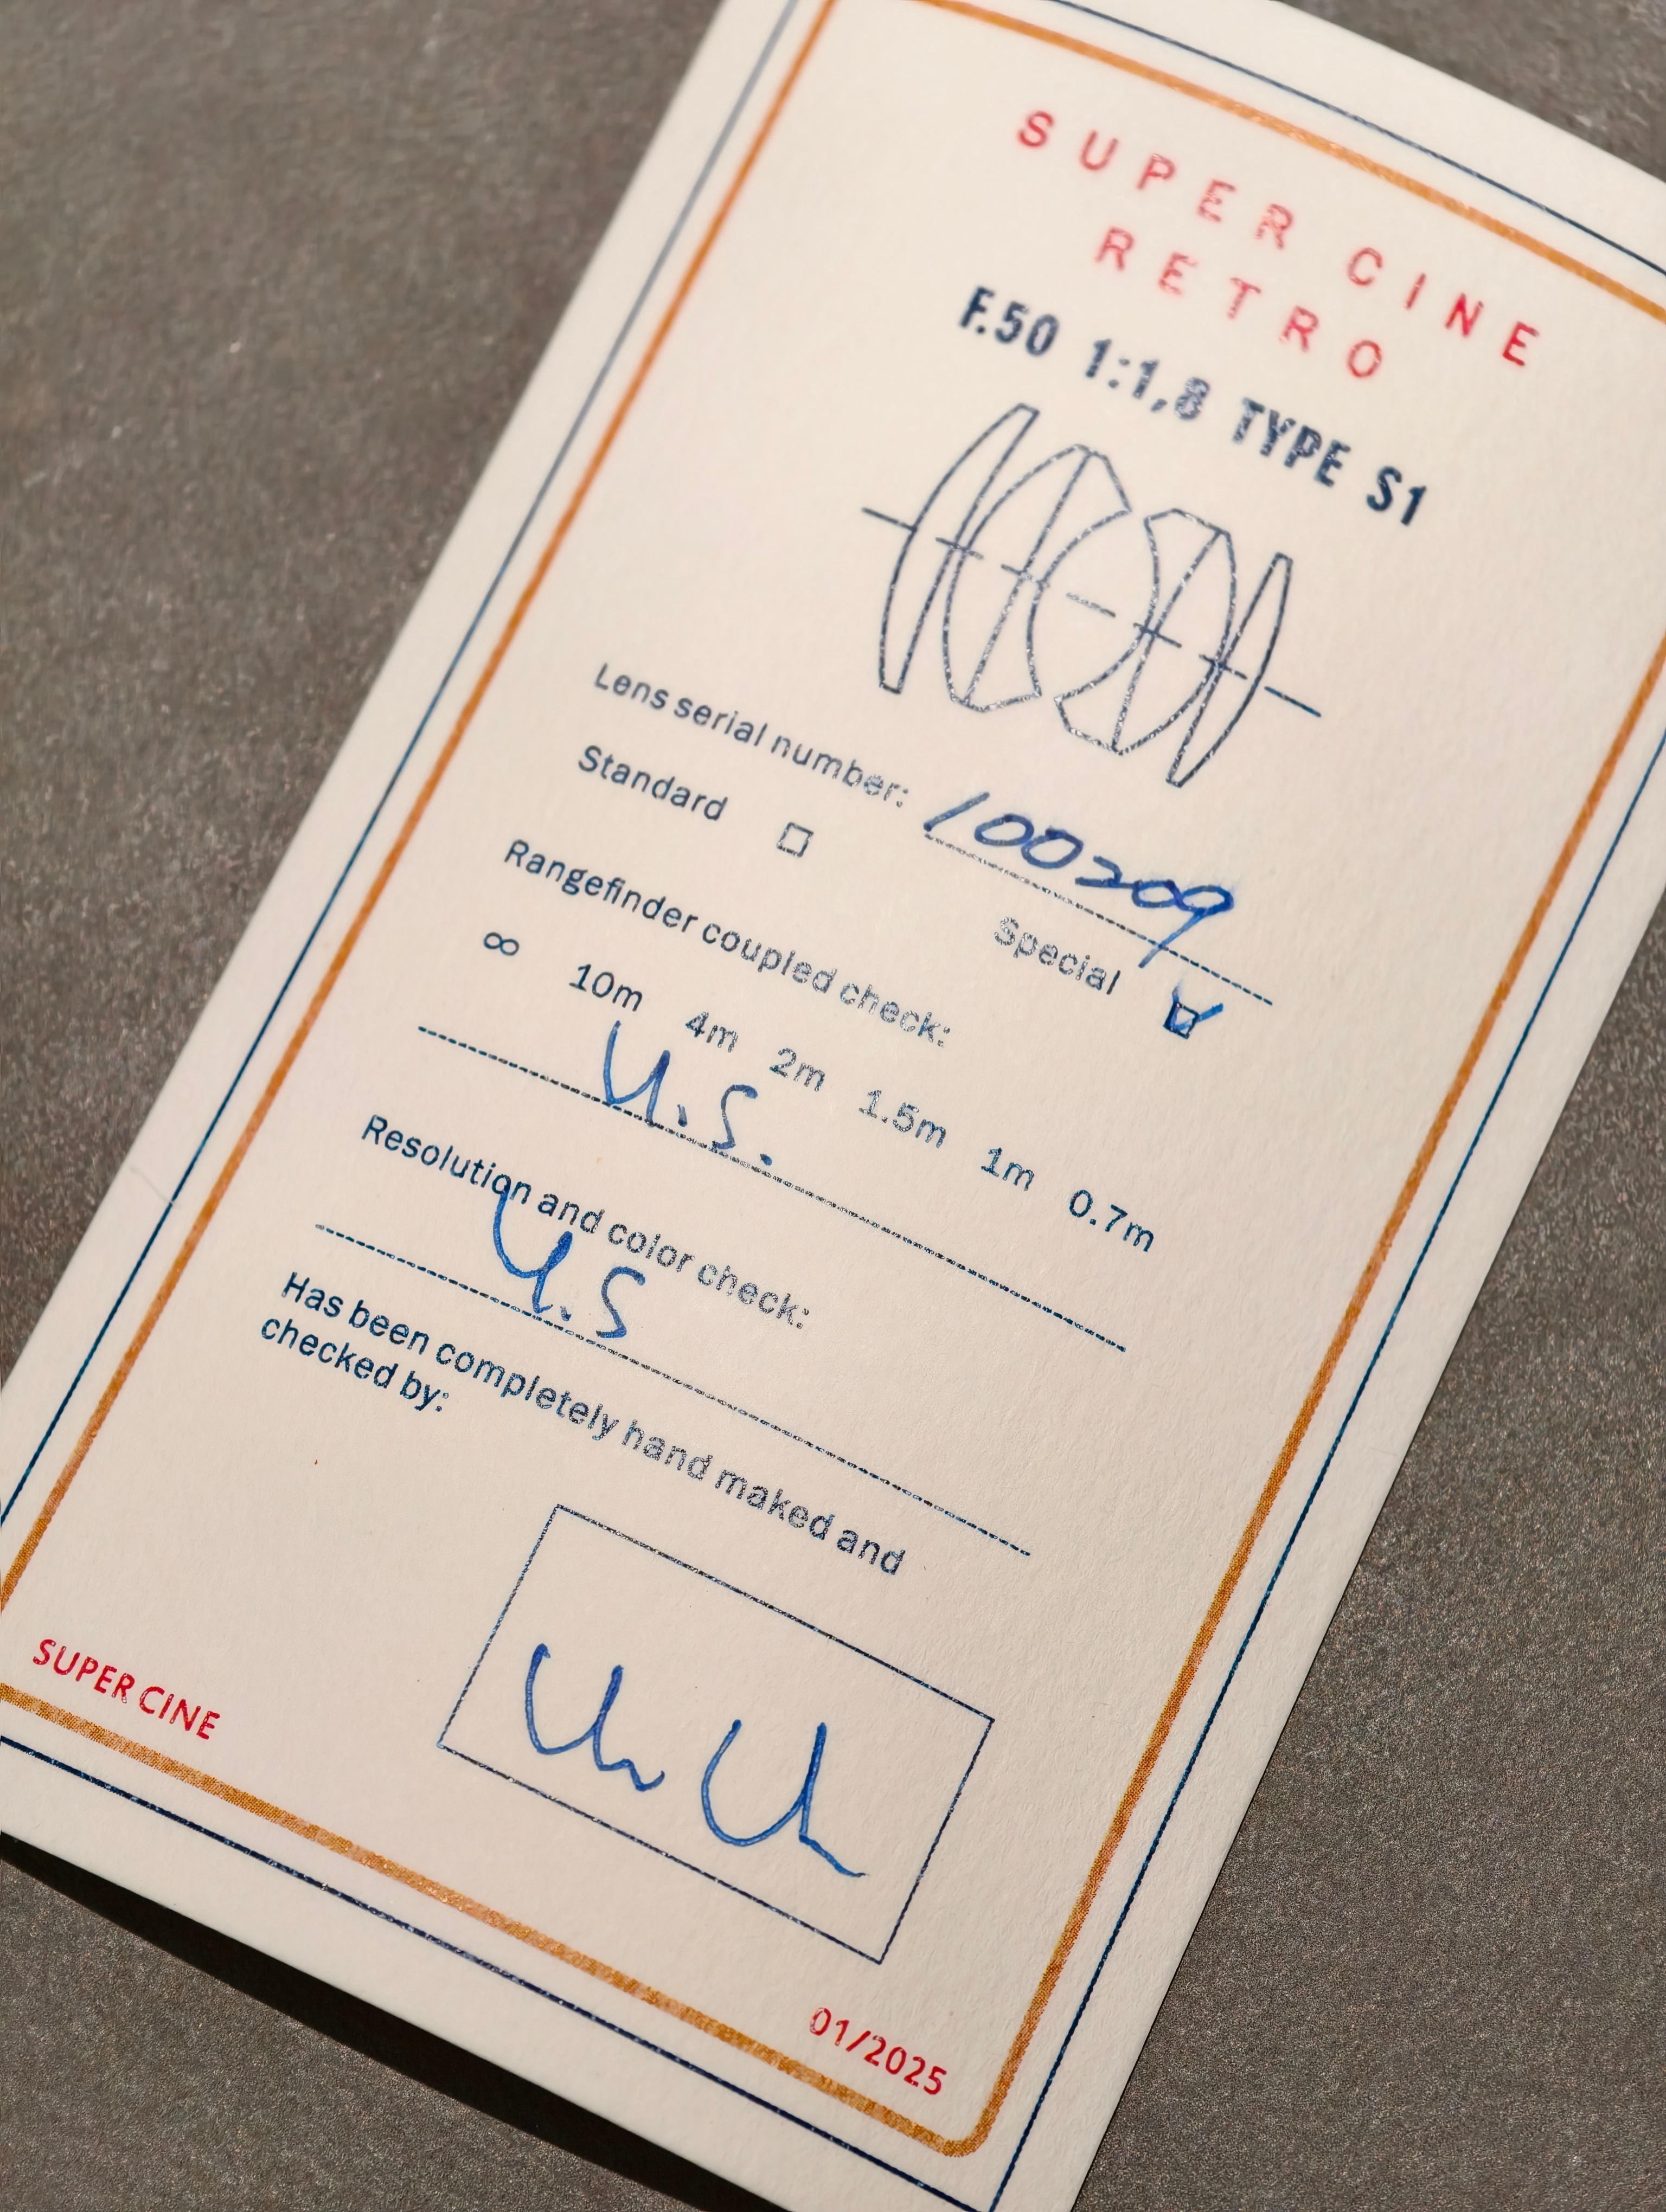 SUPER CINE
RETRO
F.50 1:1,8 TYPE S1
Lens serial number: 100209
Standard Special
Rangefinder coupled check:
∞ 10m 4m 2m 1.5m 1m 0.7m
U.S.
Resolution and color check:
U.S
Has been completely hand maked and
checked by:
SUPER CINE
01/2025